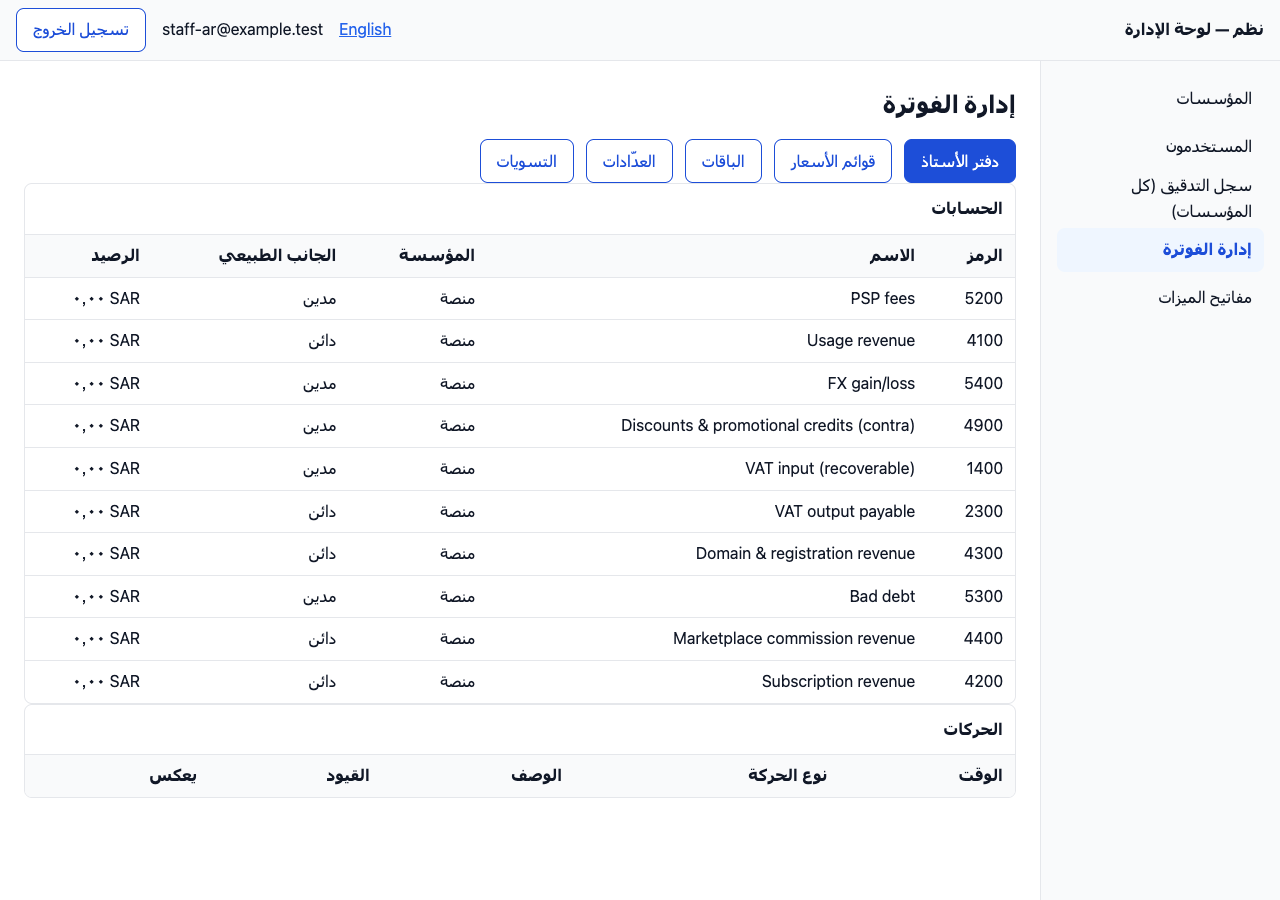 نظم — لوحة الإدارة
English
staff-ar@example.test
تسجيل الخروج
المؤسسات
المستخدمون
سجل التدقيق (كل
المؤسسات)
إدارة الفوترة
مفاتيح الميزات
إدارة الفوترة
دفتر الأستاذ قوائم الأسعار الباقات العدّادات التسويات
الحسابات
الرمز الاسم المؤسسة الجانب الطبيعي الرصيد
5200 PSP fees منصة مدين ٠,٠٠ SAR
4100 Usage revenue منصة دائن ٠,٠٠ SAR
5400 FX gain/loss منصة مدين ٠,٠٠ SAR
4900 Discounts & promotional credits (contra) منصة مدين ٠,٠٠ SAR
1400 VAT input (recoverable) منصة مدين ٠,٠٠ SAR
2300 VAT output payable منصة دائن ٠,٠٠ SAR
4300 Domain & registration revenue منصة دائن ٠,٠٠ SAR
5300 Bad debt منصة مدين ٠,٠٠ SAR
4400 Marketplace commission revenue منصة دائن ٠,٠٠ SAR
4200 Subscription revenue منصة دائن ٠,٠٠ SAR
الحركات
الوقت نوع الحركة الوصف القيود يعكس